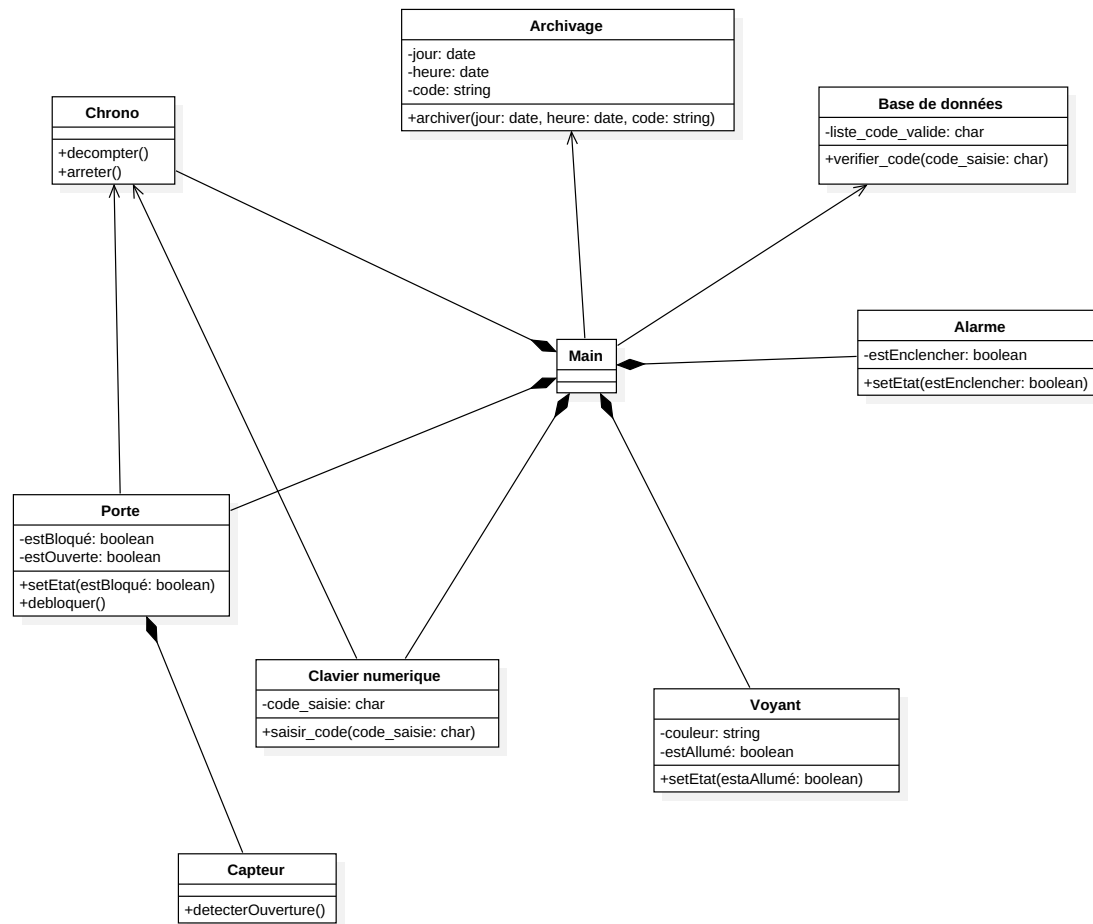 Archivage
-jour: date
-heure: date
-code: string
+archiver(jour: date, heure: date, code: string)
Chrono
+decompter()
+arreter()
Base de données
-liste_code_valide: char
+verifier_code(code_saisie: char)
Main
Alarme
-estEnclencher: boolean
+setEtat(estEnclencher: boolean)
Porte
-estBloqué: boolean
-estOuverte: boolean
+setEtat(estBloqué: boolean)
+debloquer()
Clavier numerique
-code_saisie: char
+saisir_code(code_saisie: char)
Voyant
-couleur: string
-estAllumé: boolean
+setEtat(estaAllumé: boolean)
Capteur
+detecterOuverture()